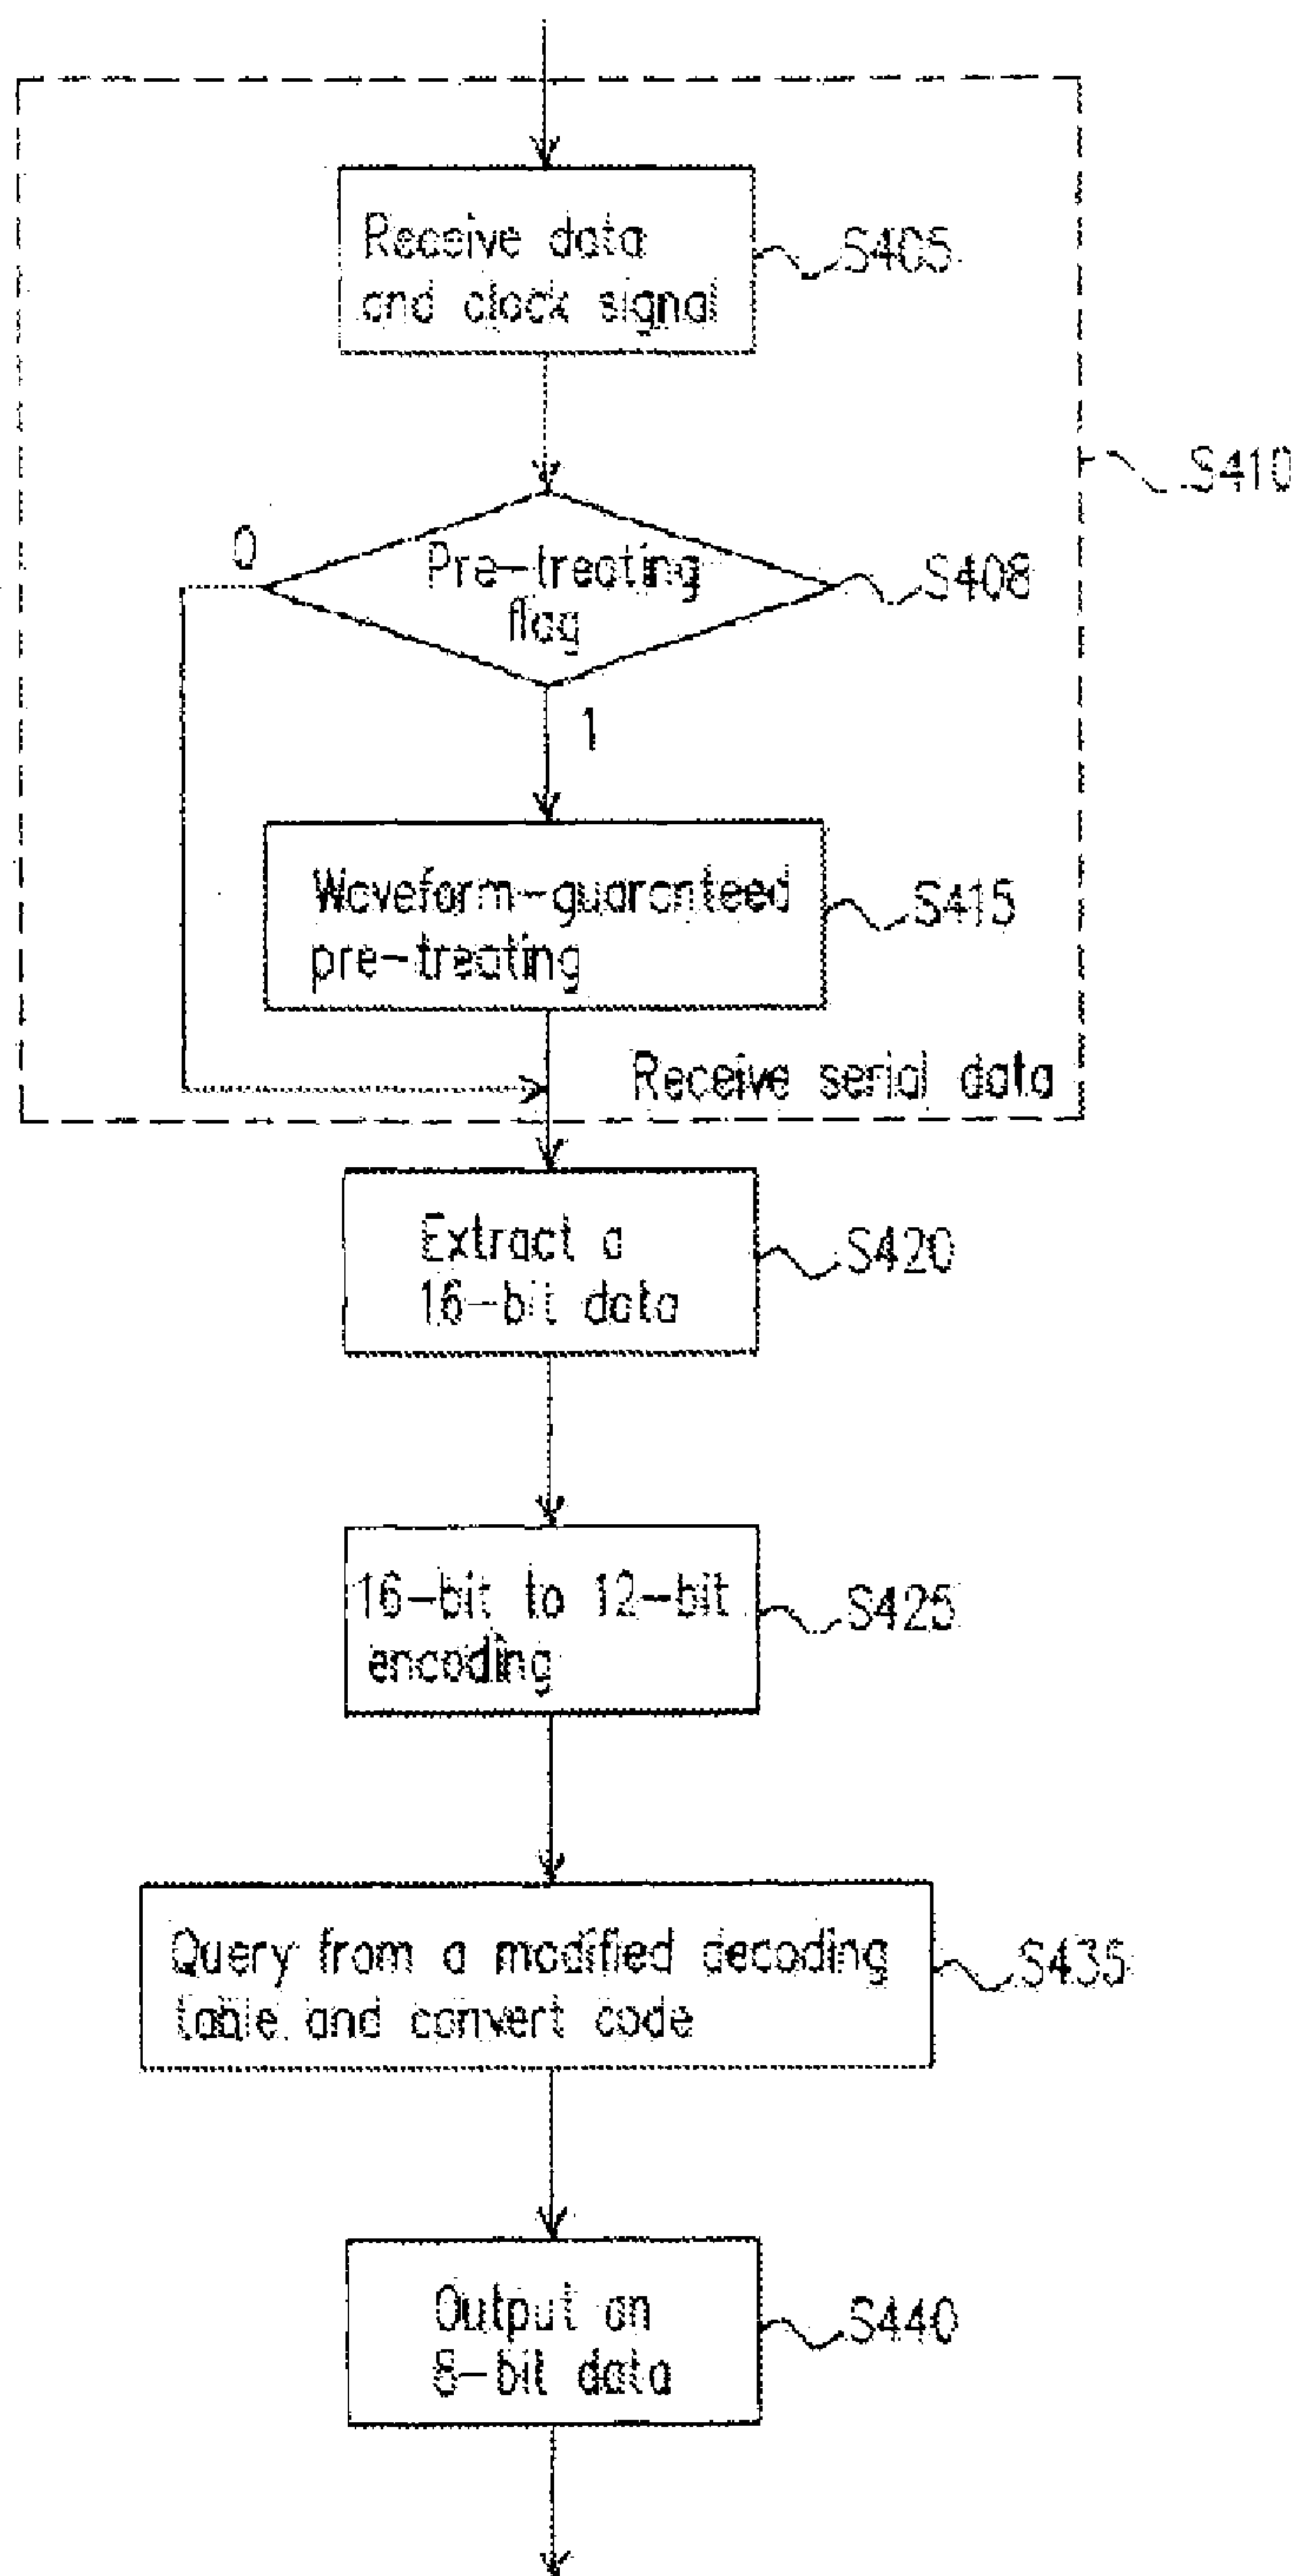 Receive data
and clock signal
S405
S410
0
Pre-treating
flag
S408
1
Waveform-guaranteed
pre-treating
S415
Receive serial data
Extract a
16-bit data
S420
16-bit to 12-bit
encoding
S425
Query from a modified decoding
table and convert code
S435
Output an
8-bit data
S440